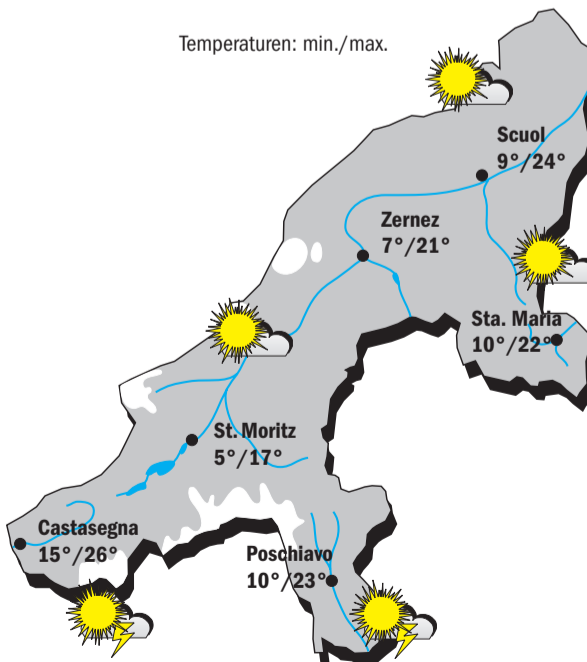 Temperaturen: min./max.
Scuol
9°/24°
Zernez
7°/21°
Sta. Maria
10°/22°
St. Moritz
5°/17°
Castasegna
15°/26°
Poschiavo
10°/23°